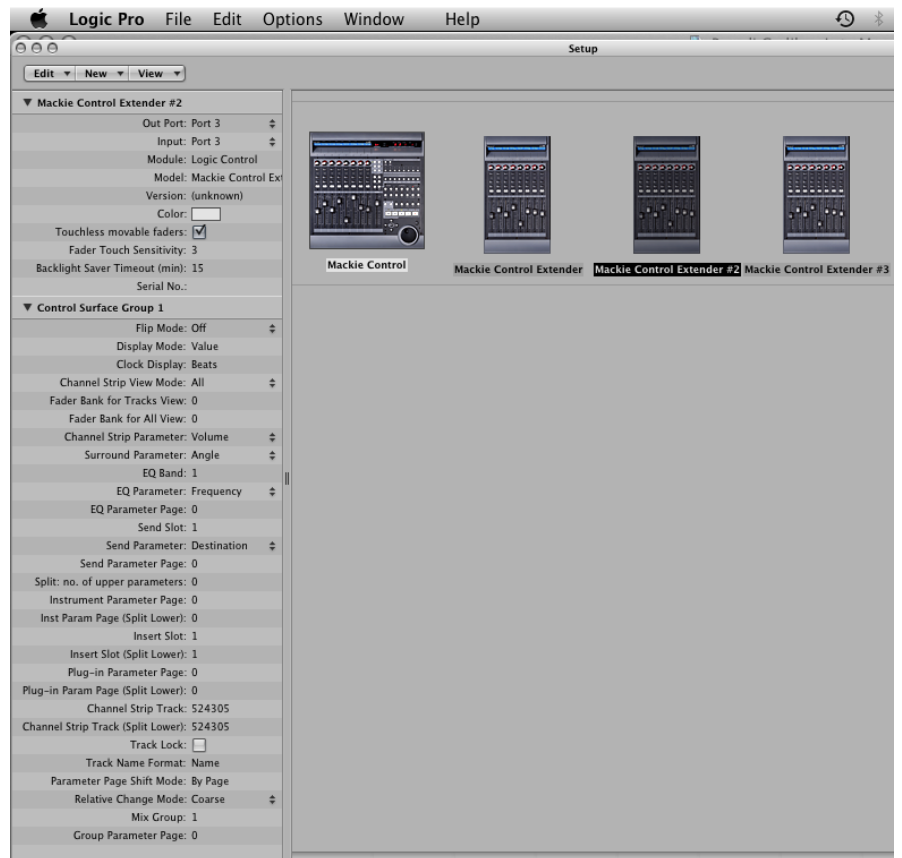 Logic Pro File Edit Options Window Help
Setup
Edit New View
Mackie Control Extender #2
Out Port: Port 3
Input: Port 3
Module: Logic Control
Model: Mackie Control Ext
Version: (unknown)
Color:
Touchless movable faders:
Fader Touch Sensitivity: 3
Backlight Saver Timeout (min): 15
Serial No.:
Control Surface Group 1
Flip Mode: Off
Display Mode: Value
Clock Display: Beats
Channel Strip View Mode: All
Fader Bank for Tracks View: 0
Fader Bank for All View: 0
Channel Strip Parameter: Volume
Surround Parameter: Angle
EQ Band: 1
EQ Parameter: Frequency
EQ Parameter Page: 0
Send Slot: 1
Send Parameter: Destination
Send Parameter Page: 0
Split: no. of upper parameters: 0
Instrument Parameter Page: 0
Inst Param Page (Split Lower): 0
Insert Slot: 1
Insert Slot (Split Lower): 1
Plug-in Parameter Page: 0
Plug-in Param Page (Split Lower): 0
Channel Strip Track: 524305
Channel Strip Track (Split Lower): 524305
Track Lock:
Track Name Format: Name
Parameter Page Shift Mode: By Page
Relative Change Mode: Coarse
Mix Group: 1
Group Parameter Page: 0
Mackie Control
Mackie Control Extender
Mackie Control Extender #2
Mackie Control Extender #3